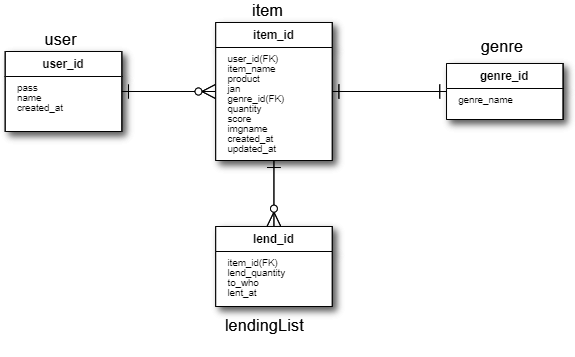 user
user_id
pass
name
created_at
item
item_id
user_id(FK)
item_name
product
jan
genre_id(FK)
quantity
score
imgname
created_at
updated_at
genre
genre_id
genre_name
lend_id
item_id(FK)
lend_quantity
to_who
lent_at
lendingList